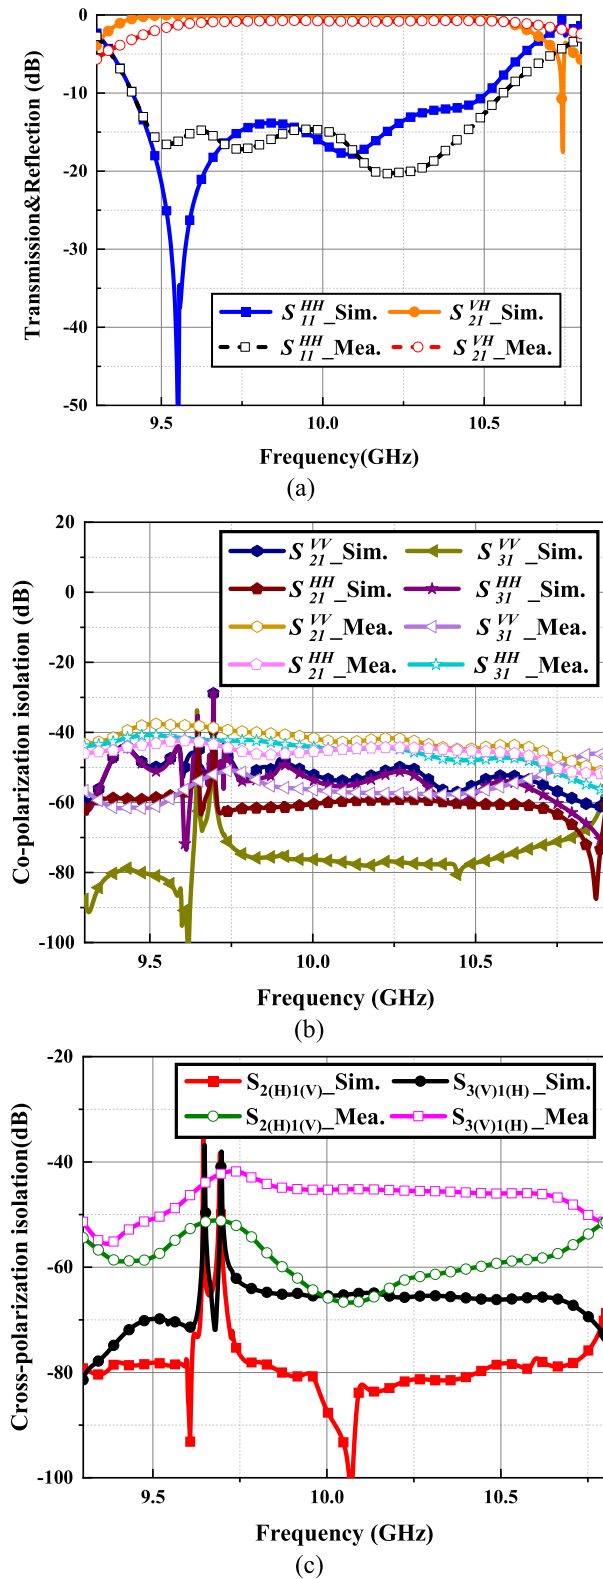 0
-10
-20
-30
-40
-50
Transmission&Reflection (dB)
S₁₁ᴴᴴ_Sim. S₂₁ⱽᴴ_Sim.
S₁₁ᴴᴴ_Mea. S₂₁ⱽᴴ_Mea.
9.5 10.0 10.5
Frequency(GHz)
(a)
20
0
-20
-40
-60
-80
-100
Co-polarization isolation (dB)
S₂₁ⱽⱽ_Sim. S₃₁ⱽⱽ_Sim.
S₂₁ᴴᴴ_Sim. S₃₁ᴴᴴ_Sim.
S₂₁ⱽⱽ_Mea. S₃₁ⱽⱽ_Mea.
S₂₁ᴴᴴ_Mea. S₃₁ᴴᴴ_Mea.
9.5 10.0 10.5
Frequency (GHz)
(b)
-20
-40
-60
-80
-100
Cross-polarization isolation(dB)
S2(H)1(V)_Sim. S3(V)1(H)_Sim.
S2(H)1(V)_Mea. S3(V)1(H)_Mea
9.5 10.0 10.5
Frequency (GHz)
(c)